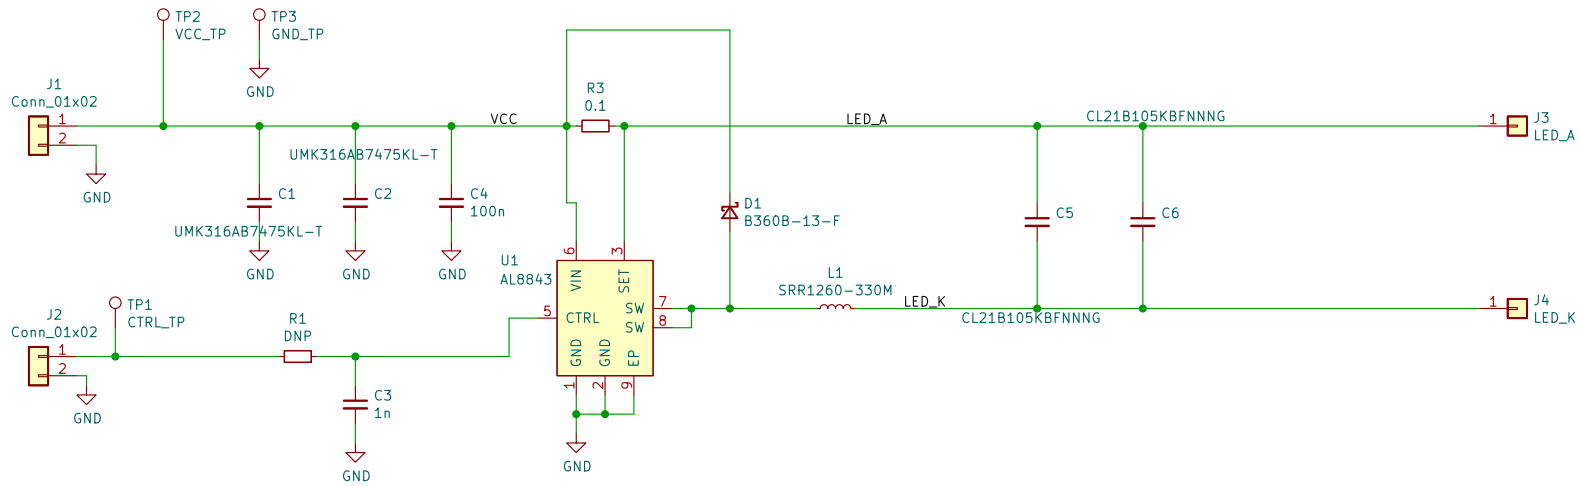 TP2
VCC_TP
TP3
GND_TP
GND
J1
Conn_01x02
1
2
GND
VCC
R3
0.1
LED_A
CL21B105KBFNNNG
1
J3
LED_A
UMK316AB7475KL-T
C1
UMK316AB7475KL-T
GND
C2
GND
C4
100n
GND
D1
B360B-13-F
C5
C6
U1
AL8843
6
VIN
3
SET
5
CTRL
SW
7
SW
8
GND
1
GND
2
EP
9
GND
L1
SRR1260-330M
LED_K
CL21B105KBFNNNG
1
J4
LED_K
TP1
CTRL_TP
J2
Conn_01x02
1
2
GND
R1
DNP
C3
1n
GND